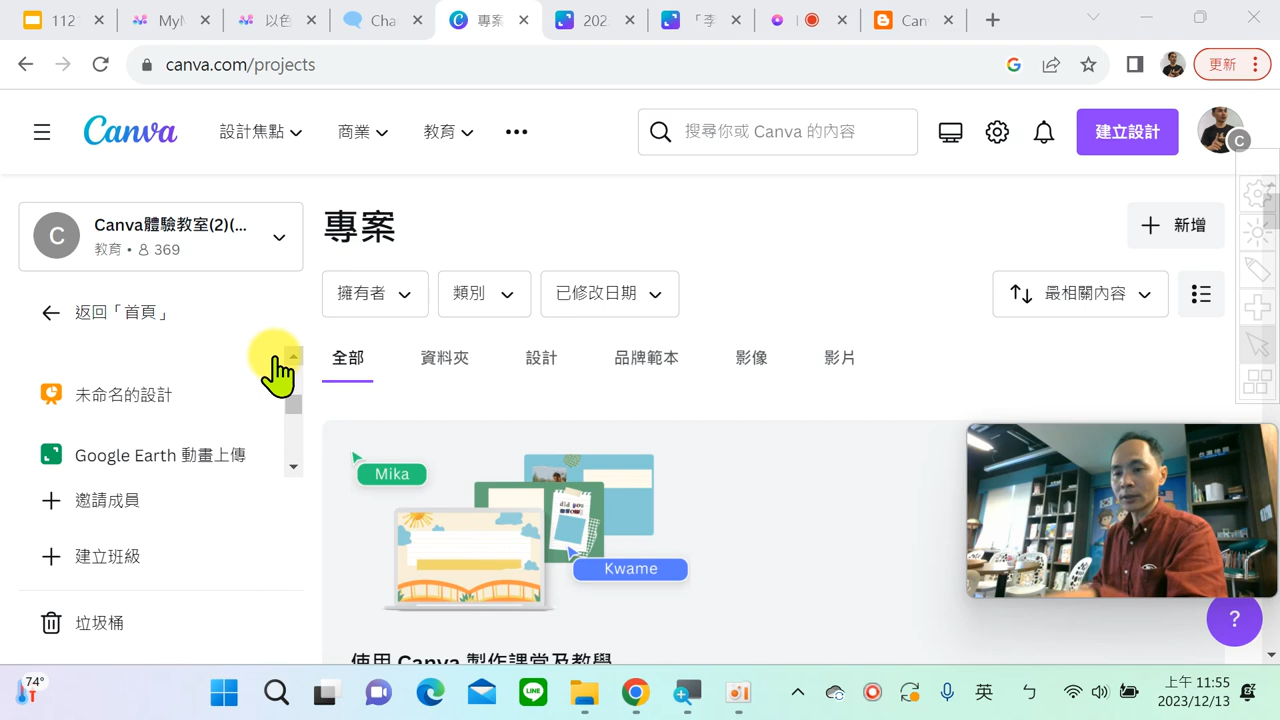 112
MyM
以色
Cha
專案
202
「李
Can
canva.com/projects
更新
Canva
設計焦點
商業
教育
搜尋你或 Canva 的內容
建立設計
C
C
Canva體驗教室(2)(...
教育 • 369
專案
新增
返回「首頁」
擁有者
類別
已修改日期
最相關內容
全部
資料夾
設計
品牌範本
影像
影片
未命名的設計
Google Earth 動畫上傳
邀請成員
建立班級
垃圾桶
Mika
Kwame
使用 Canva 製作課堂及教學
?
74°
LINE
英
ㄅ
上午 11:55
2023/12/13